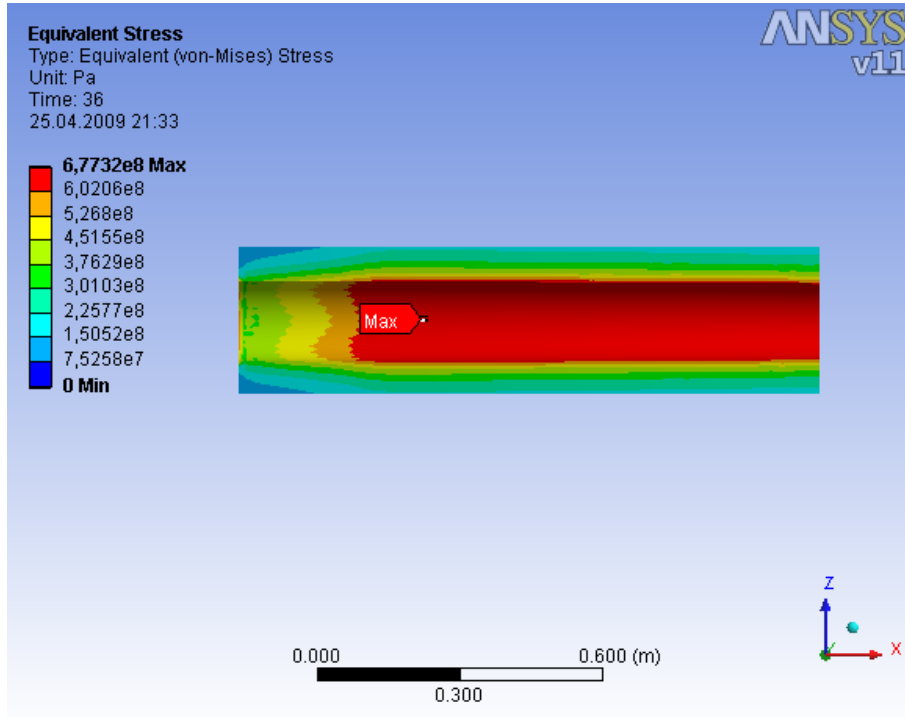 Equivalent Stress
Type: Equivalent (von-Mises) Stress
Unit: Pa
Time: 36
25.04.2009 21:33
ANSYS
v11
6,7732e8 Max
6,0206e8
5,268e8
4,5155e8
3,7629e8
3,0103e8
2,2577e8
1,5052e8
7,5258e7
0 Min
Max
Z
Y
X
0.000
0.600 (m)
0.300